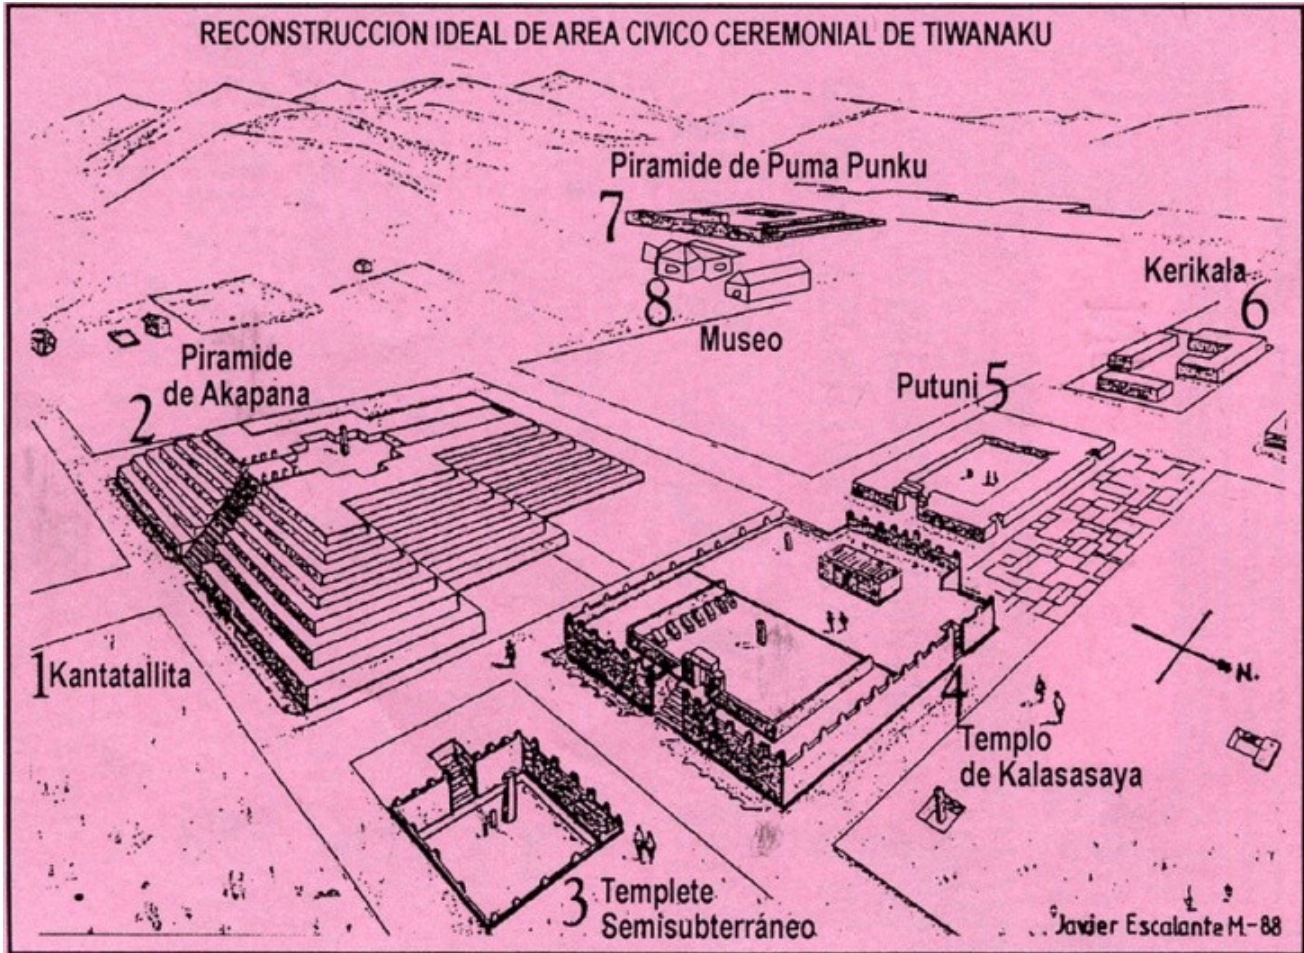 RECONSTRUCCION IDEAL DE AREA CIVICO CEREMONIAL DE TIWANAKU
Piramide de Puma Punku
7
Kerikala
6
8
Museo
Piramide
de Akapana
2
Putuni 5
1 Kantatallita
4
Templo
de Kalasasaya
N.
3 Templete
Semisubterráneo
Javier Escalante M.-88